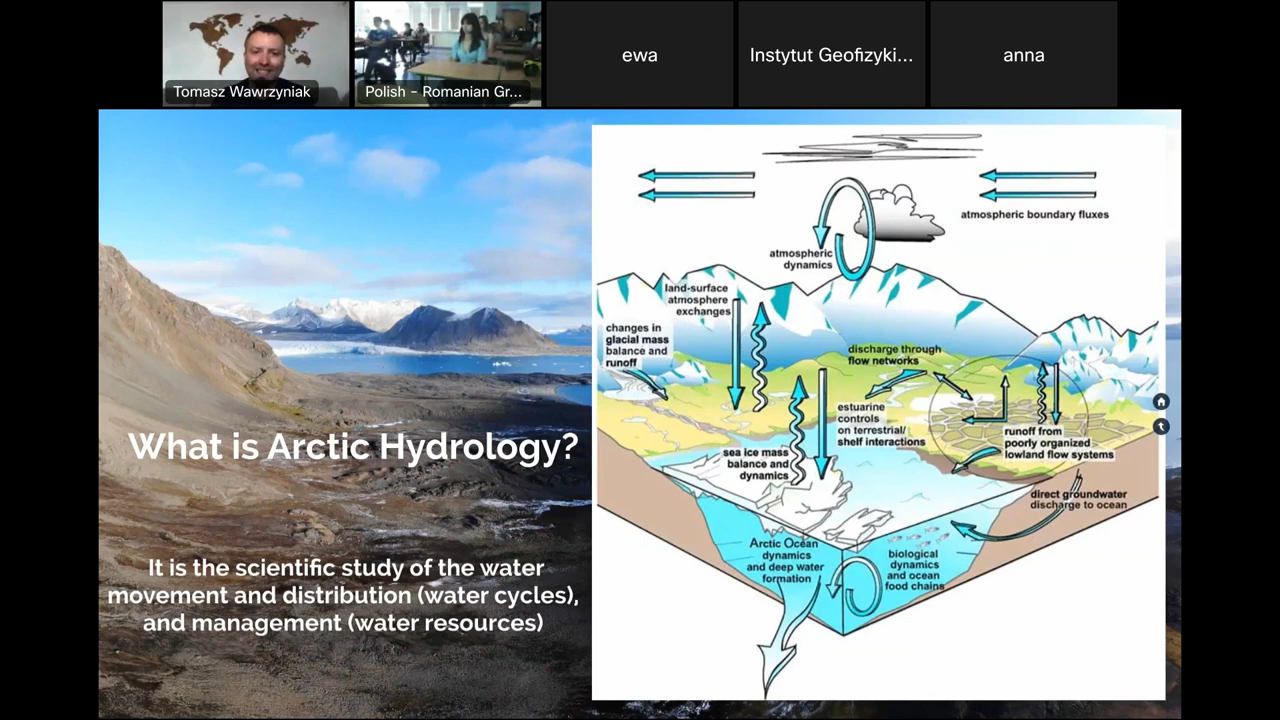 Tomasz Wawrzyniak
Polish - Romanian Gr...
ewa
Instytut Geofizyki...
anna
What is Arctic Hydrology?
It is the scientific study of the water
movement and distribution (water cycles),
and management (water resources)
atmospheric boundary fluxes
atmospheric
dynamics
land-surface
atmosphere
exchanges
changes in
glacial mass
balance and
runoff
discharge through
flow networks
estuarine
controls
on terrestrial/
shelf interactions
runoff from
poorly organized
lowland flow systems
sea ice mass
balance and
dynamics
direct groundwater
discharge to ocean
Arctic Ocean
dynamics
and deep water
formation
biological
dynamics
and ocean
food chains